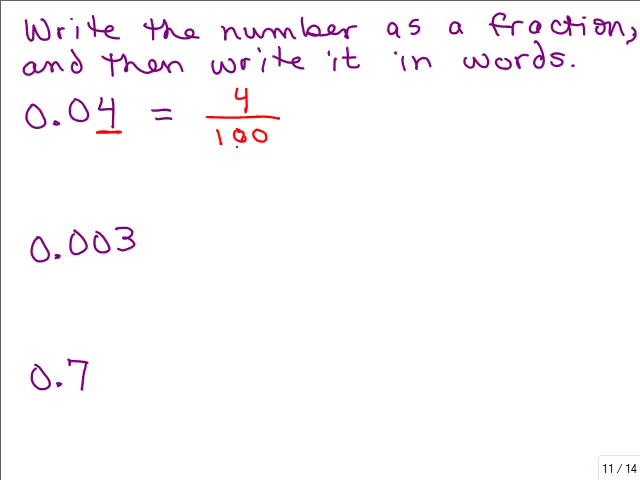 Write the number as a fraction,
and then write it in words.
0.04 = 4/100
0.003
0.7
11 / 14